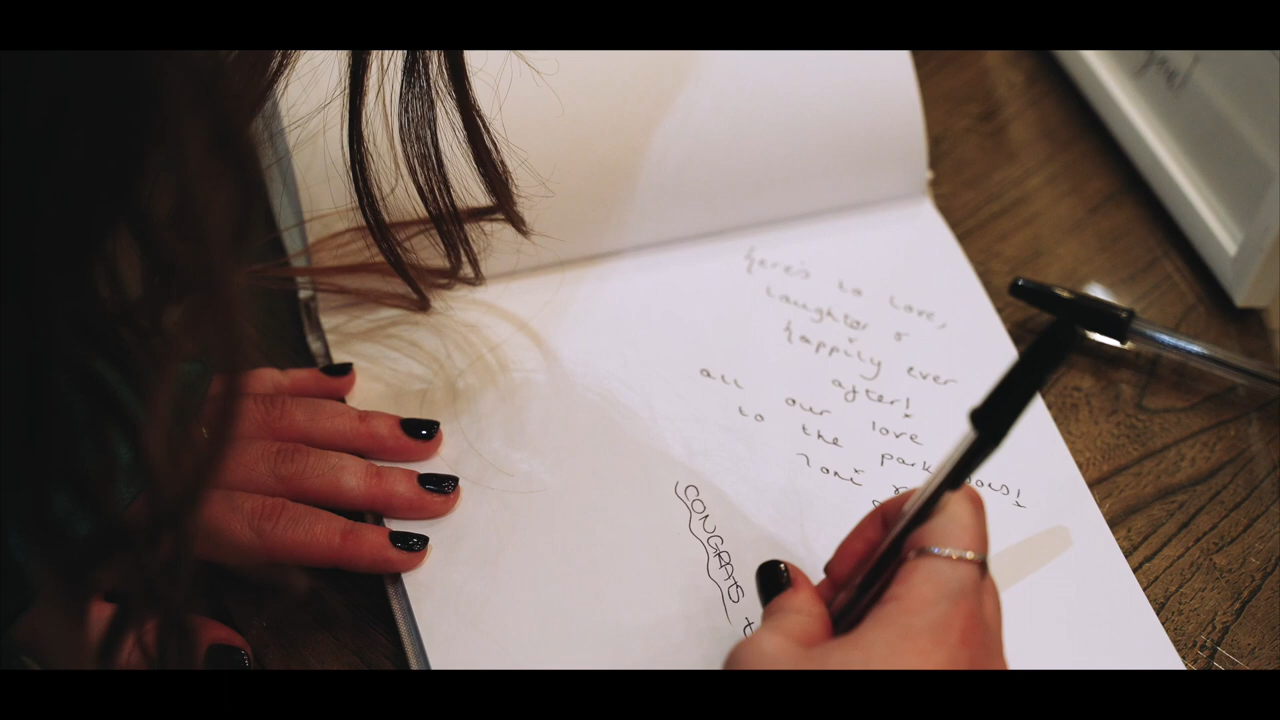 here's to love,
laughter &
happily ever
after!
all our love
to the park
CONGRATS